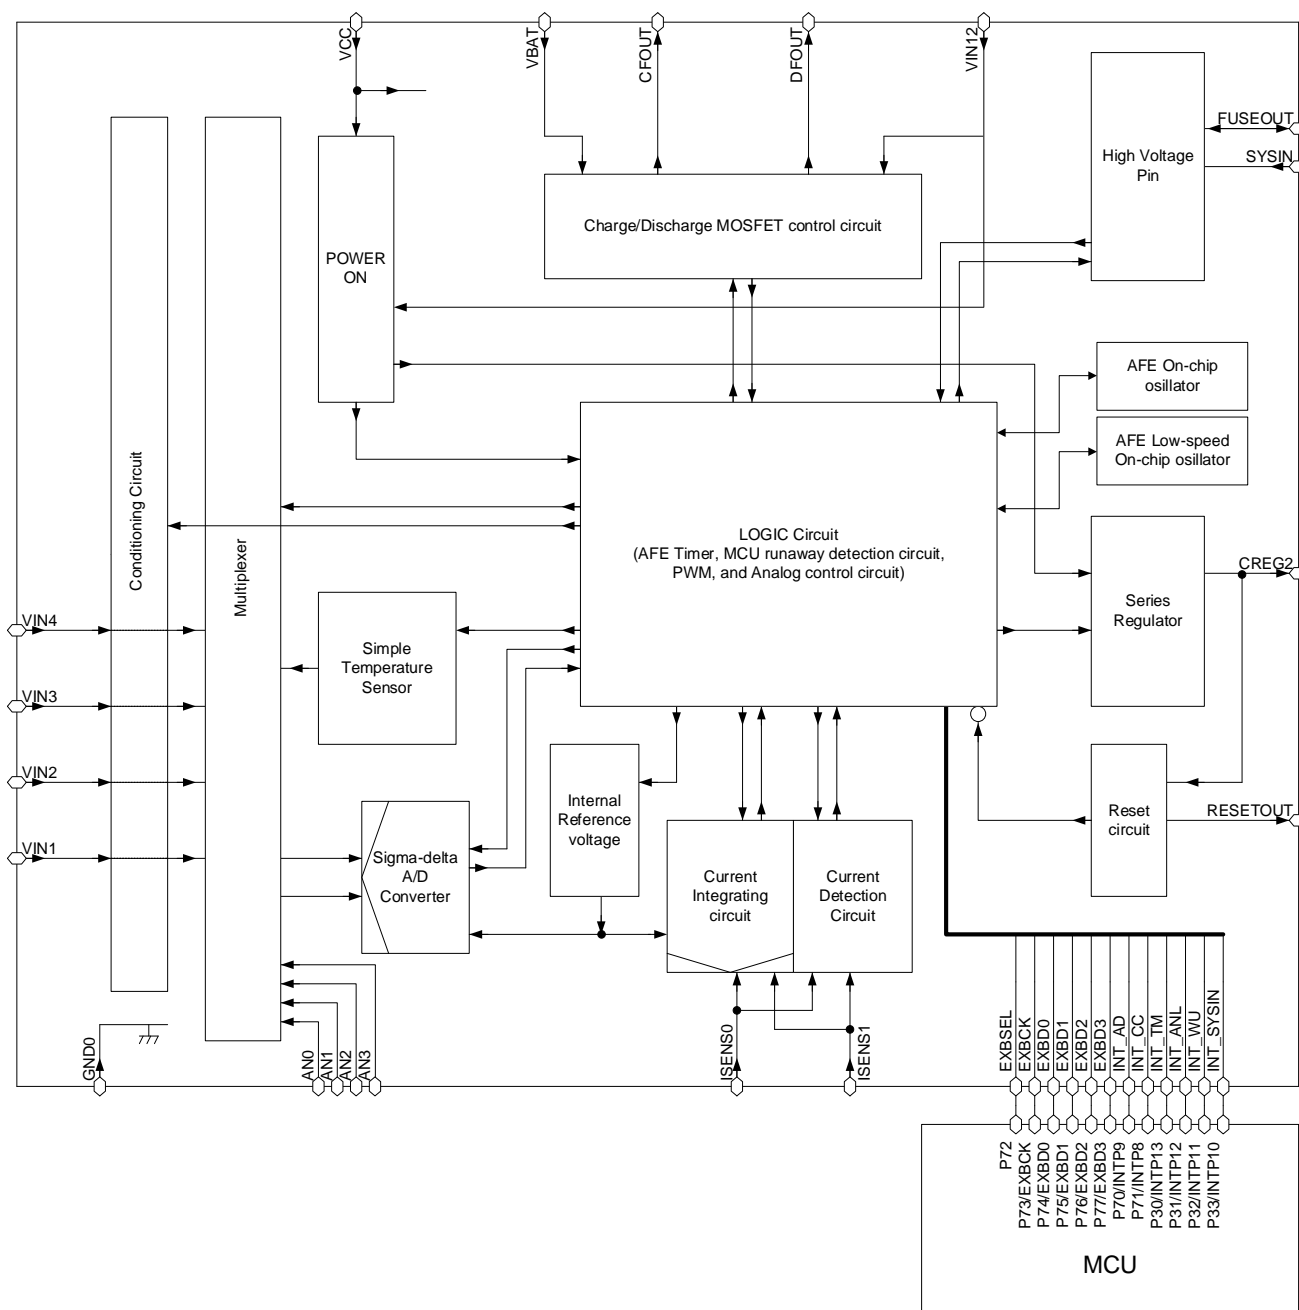 VCC
VBAT
CFOUT
DFOUT
VIN12
FUSEOUT
SYSIN
High Voltage
Pin
Charge/Discharge MOSFET control circuit
POWER
ON
AFE On-chip
osillator
AFE Low-speed
On-chip osillator
Conditioning Circuit
Multiplexer
LOGIC Circuit
(AFE Timer, MCU runaway detection circuit,
PWM, and Analog control circuit)
CREG2
Series
Regulator
VIN4
VIN3
VIN2
VIN1
Simple
Temperature
Sensor
Internal
Reference
voltage
Reset
circuit
RESETOUT
Sigma-delta
A/D
Converter
Current
Integrating
circuit
Current
Detection
Circuit
GND0
AN0
AN1
AN2
AN3
ISENS0
ISENS1
EXBSEL
EXBCK
EXBD0
EXBD1
EXBD2
EXBD3
INT_AD
INT_CC
INT_TM
INT_ANL
INT_WU
INT_SYSIN
P72
P73/EXBCK
P74/EXBD0
P75/EXBD1
P76/EXBD2
P77/EXBD3
P70/INTP9
P71/INTP8
P30/INTP13
P31/INTP12
P32/INTP11
P33/INTP10
MCU